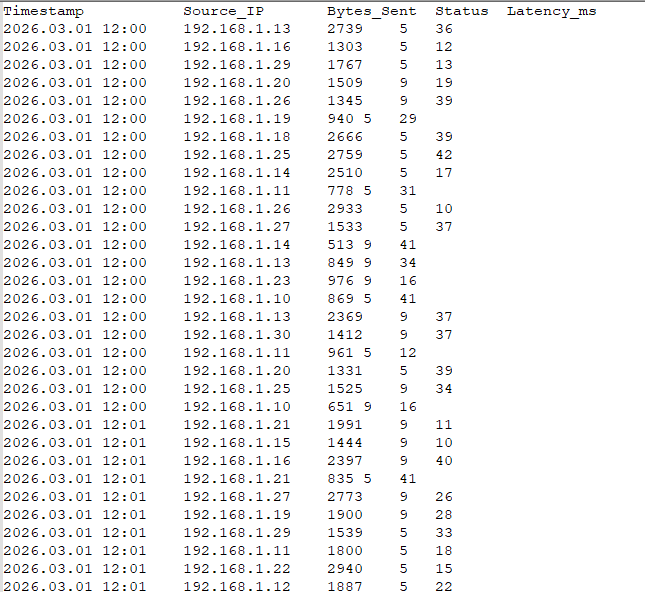 Timestamp Source_IP Bytes_Sent Status Latency_ms
2026.03.01 12:00 192.168.1.13 2739 5 36
2026.03.01 12:00 192.168.1.16 1303 5 12
2026.03.01 12:00 192.168.1.29 1767 5 13
2026.03.01 12:00 192.168.1.20 1509 9 19
2026.03.01 12:00 192.168.1.26 1345 9 39
2026.03.01 12:00 192.168.1.19 940 5 29
2026.03.01 12:00 192.168.1.18 2666 5 39
2026.03.01 12:00 192.168.1.25 2759 5 42
2026.03.01 12:00 192.168.1.14 2510 5 17
2026.03.01 12:00 192.168.1.11 778 5 31
2026.03.01 12:00 192.168.1.26 2933 5 10
2026.03.01 12:00 192.168.1.27 1533 5 37
2026.03.01 12:00 192.168.1.14 513 9 41
2026.03.01 12:00 192.168.1.13 849 9 34
2026.03.01 12:00 192.168.1.23 976 9 16
2026.03.01 12:00 192.168.1.10 869 5 41
2026.03.01 12:00 192.168.1.13 2369 9 37
2026.03.01 12:00 192.168.1.30 1412 9 37
2026.03.01 12:00 192.168.1.11 961 5 12
2026.03.01 12:00 192.168.1.20 1331 5 39
2026.03.01 12:00 192.168.1.25 1525 9 34
2026.03.01 12:00 192.168.1.10 651 9 16
2026.03.01 12:01 192.168.1.21 1991 9 11
2026.03.01 12:01 192.168.1.15 1444 9 10
2026.03.01 12:01 192.168.1.16 2397 9 40
2026.03.01 12:01 192.168.1.21 835 5 41
2026.03.01 12:01 192.168.1.27 2773 9 26
2026.03.01 12:01 192.168.1.19 1900 9 28
2026.03.01 12:01 192.168.1.29 1539 5 33
2026.03.01 12:01 192.168.1.11 1800 5 18
2026.03.01 12:01 192.168.1.22 2940 5 15
2026.03.01 12:01 192.168.1.12 1887 5 22